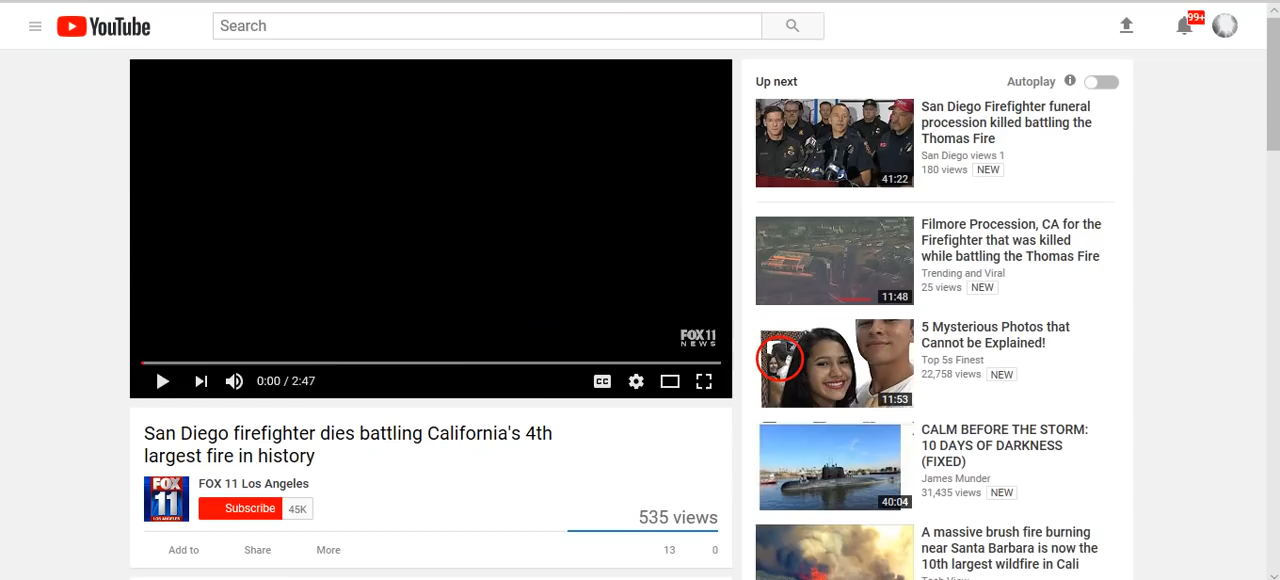 YouTube
Search
99+
FOX 11
NEWS
0:00 / 2:47
CC
San Diego firefighter dies battling California's 4th
largest fire in history
FOX
11
LOS ANGELES
FOX 11 Los Angeles
Subscribe 45K
535 views
Add to Share More 13 0
Up next Autoplay
41:22
San Diego Firefighter funeral
procession killed battling the
Thomas Fire
San Diego views 1
180 views NEW
11:48
Filmore Procession, CA for the
Firefighter that was killed
while battling the Thomas Fire
Trending and Viral
25 views NEW
11:53
5 Mysterious Photos that
Cannot be Explained!
Top 5s Finest
22,758 views NEW
40:04
CALM BEFORE THE STORM:
10 DAYS OF DARKNESS
(FIXED)
James Munder
31,435 views NEW
A massive brush fire burning
near Santa Barbara is now the
10th largest wildfire in Cali